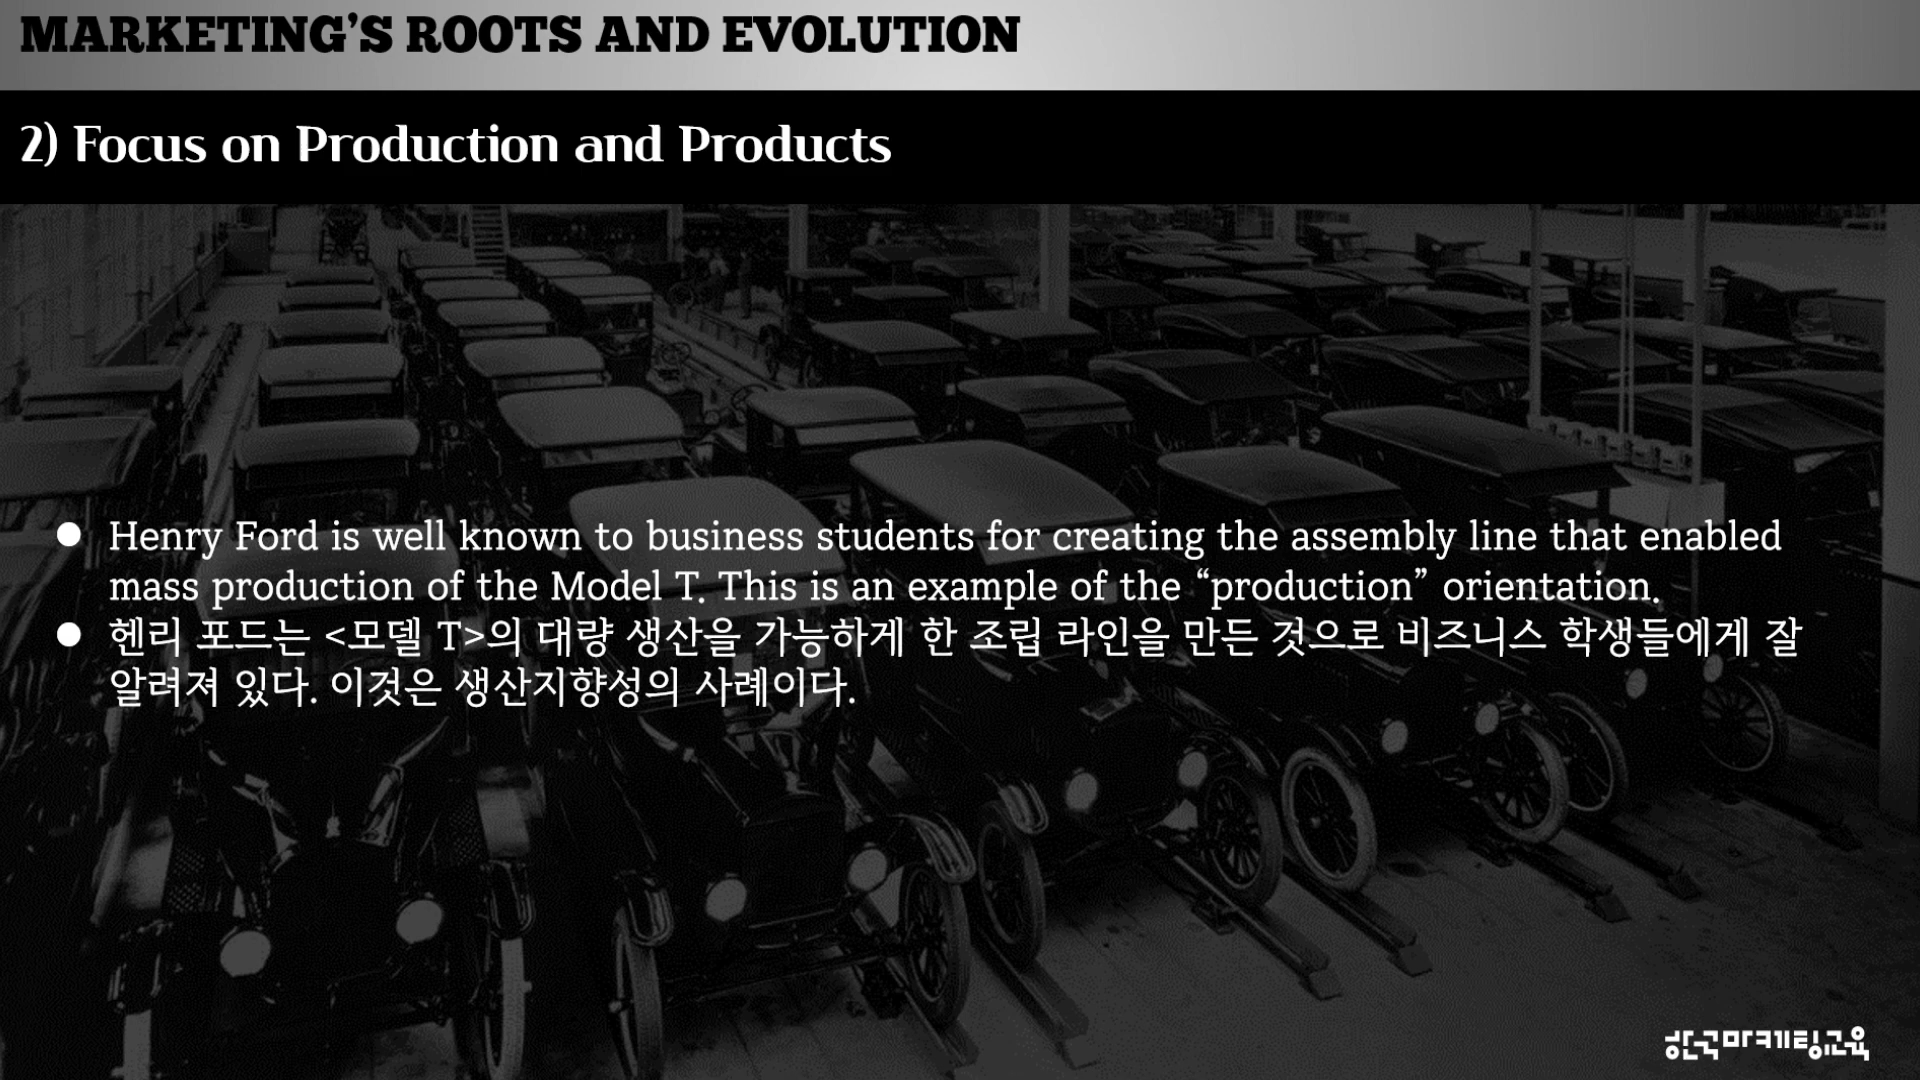 MARKETING’S ROOTS AND EVOLUTION
2) Focus on Production and Products
● Henry Ford is well known to business students for creating the assembly line that enabled
mass production of the Model T. This is an example of the “production” orientation.
● 헨리 포드는 <모델 T>의 대량 생산을 가능하게 한 조립 라인을 만든 것으로 비즈니스 학생들에게 잘
알려져 있다. 이것은 생산지향성의 사례이다.
한국마케팅교육